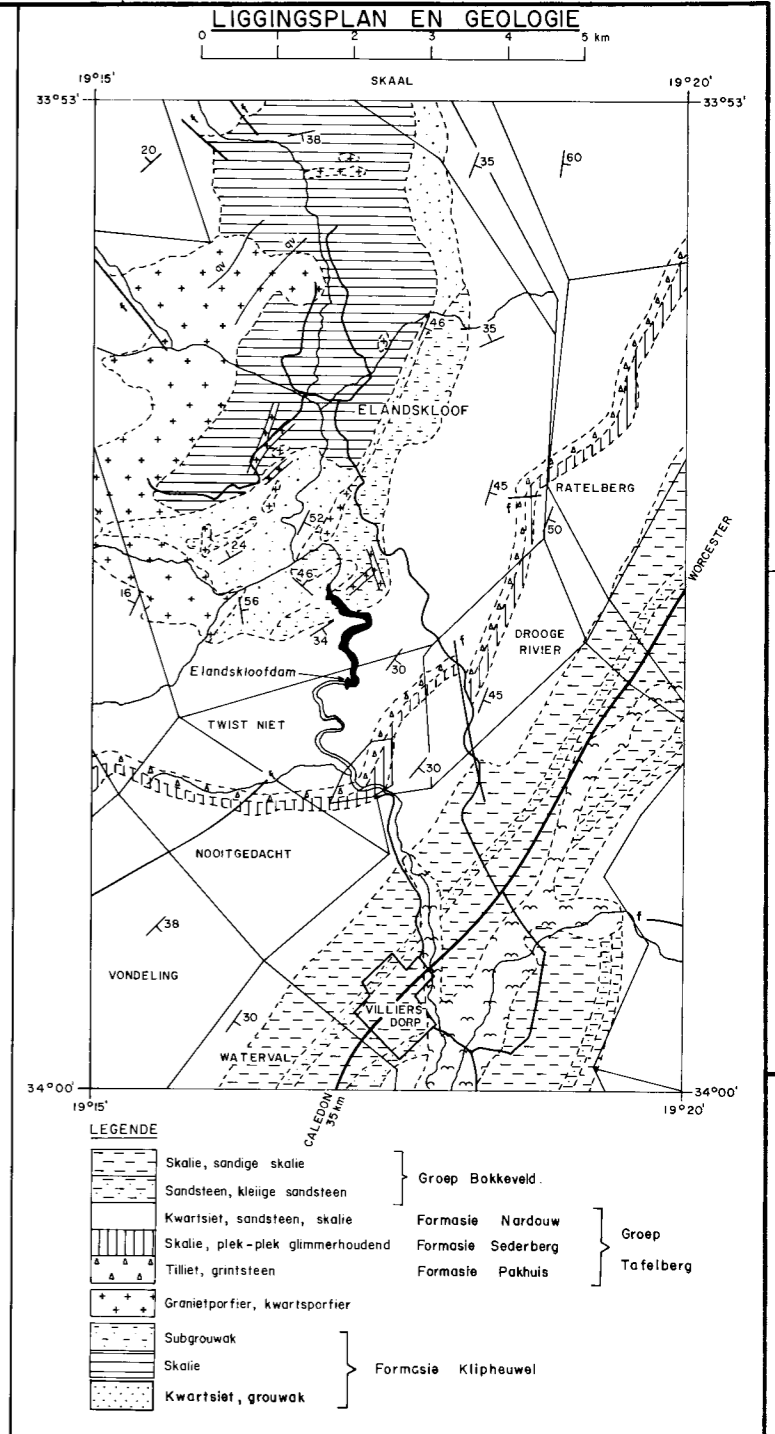 LIGGINGSPLAN EN GEOLOGIE
0 1 2 3 4 5 km
SKAAL
19°15' 19°20'
33°53' 33°53'
38
20
35
60
f
f
qv
qv
f
46
35
ELANDSKLOOF
45
RATELBERG
f
50
52
24
46
WORCESTER
16
56
34
DROOGE
RIVIER
f
Elandskloofdam
30
45
TWIST NIET
30
f
NOOITGEDACHT
38
f
VONDELING
VILLIERS-
DORP
30
WATERVAL
34°00' 34°00'
19°15' 19°20'
CALEDON
35 km
LEGENDE
Skalie, sandige skalie
Groep Bokkeveld.
Sandsteen, kleiige sandsteen
Kwartsiet, sandsteen, skalie Formasie Nardouw
Skalie, plek-plek glimmerhoudend Formasie Sederberg
Groep
Tafelberg
Tilliet, grintsteen Formasie Pakhuis
Granietporfier, kwartsporfier
Subgrouwak
Skalie
Formasie Klipheuwel
Kwartsiet, grouwak